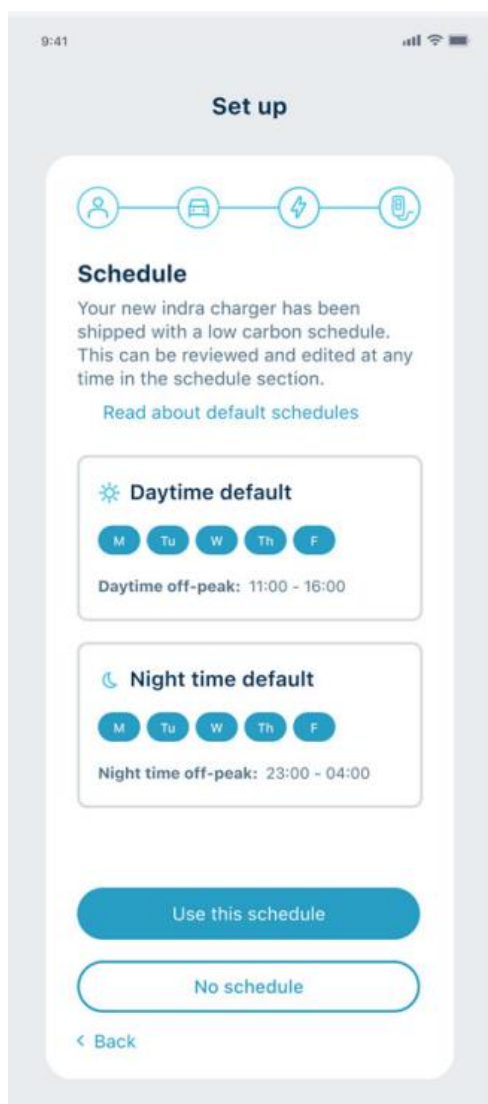 9:41
Set up
Schedule
Your new indra charger has been
shipped with a low carbon schedule.
This can be reviewed and edited at any
time in the schedule section.
Read about default schedules
Daytime default
M Tu W Th F
Daytime off-peak: 11:00 - 16:00
Night time default
M Tu W Th F
Night time off-peak: 23:00 - 04:00
Use this schedule
No schedule
< Back